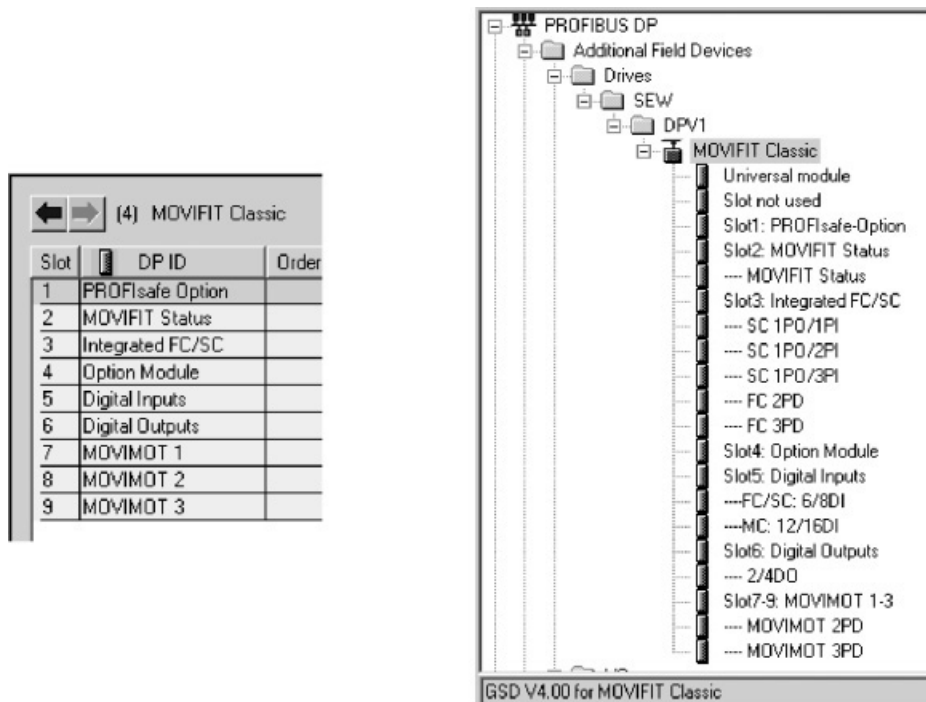 (4) MOVIFIT Classic
Slot DP ID Order
1 PROFIsafe Option
2 MOVIFIT Status
3 Integrated FC/SC
4 Option Module
5 Digital Inputs
6 Digital Outputs
7 MOVIMOT 1
8 MOVIMOT 2
9 MOVIMOT 3
PROFIBUS DP
Additional Field Devices
Drives
SEW
DPV1
MOVIFIT Classic
Universal module
Slot not used
Slot1: PROFIsafe-Option
Slot2: MOVIFIT Status
---- MOVIFIT Status
Slot3: Integrated FC/SC
---- SC 1PO/1PI
---- SC 1PO/2PI
---- SC 1PO/3PI
---- FC 2PD
---- FC 3PD
Slot4: Option Module
Slot5: Digital Inputs
----FC/SC: 6/8DI
----MC: 12/16DI
Slot6: Digital Outputs
---- 2/4DO
Slot7-9: MOVIMOT 1-3
---- MOVIMOT 2PD
---- MOVIMOT 3PD
GSD V4.00 for MOVIFIT Classic